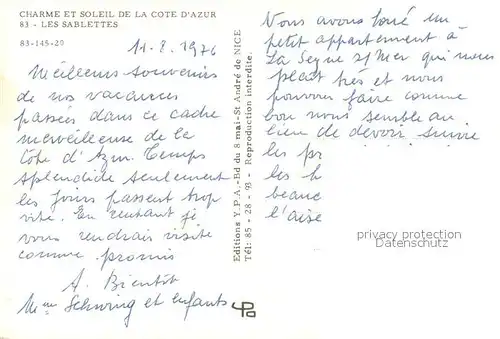 CHARME ET SOLEIL DE LA COTE D'AZUR
83 - LES SABLETTES
83-145-20
11-8.1976
Meilleurs souvenirs
de nos vacances
passées dans ce cadre
merveilleuse de la
Côte d'Azur. Temps
splendide seulement
les jours passent trop
vite. En rentant je
vous rendrais visite
comme promis
A. Bientôt
Mme Schwing et enfants
Editions Y.P.A. - Bd du 8 mai - St André de NICE
Tél: 85 - 28 - 93 - Reproduction interdite.
Vous avons loué un
petit appartement à
La Seyne s/Mer qui nous
plaît très et nous
pouvons faire comme
bon nous semble au
lieu de devoir suivre
les pr
les h
beauc
l'aise
privacy protection
Datenschutz